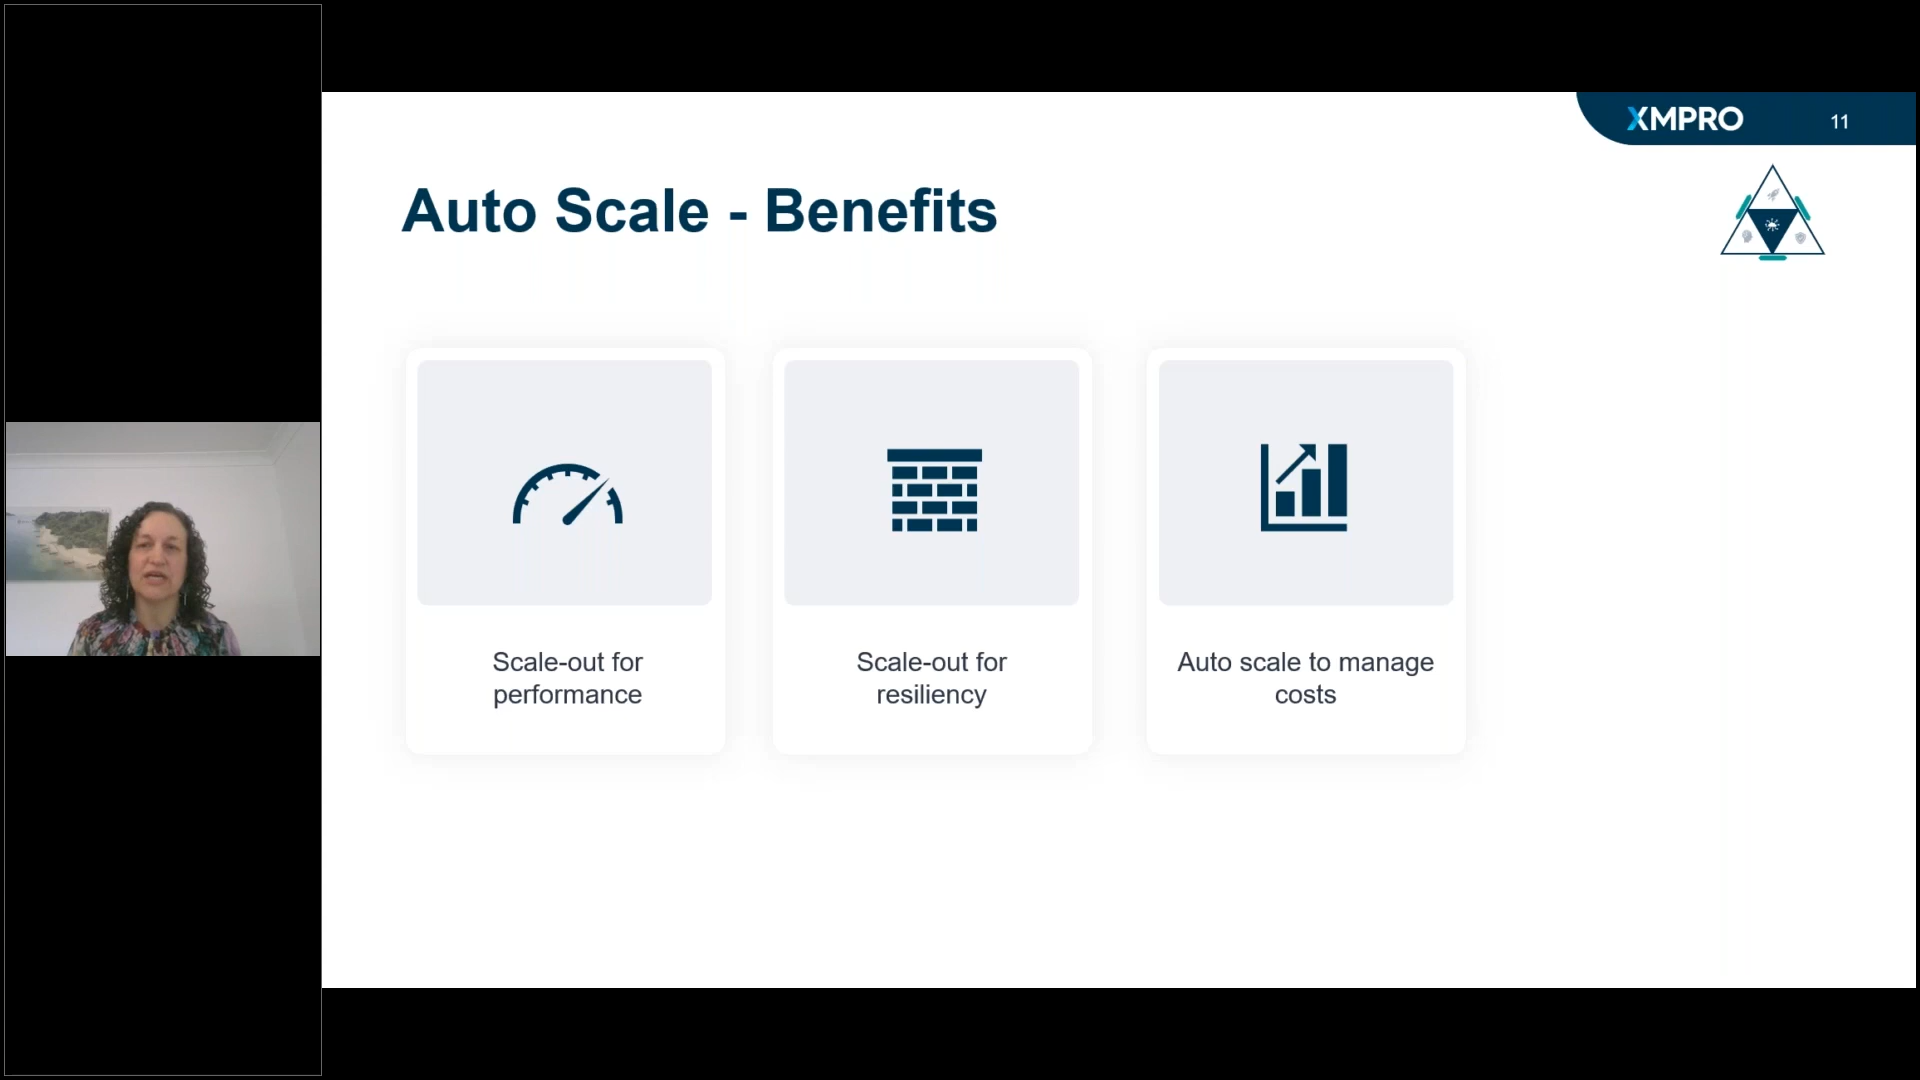 XMPRO
11
Auto Scale - Benefits
Scale-out for
performance
Scale-out for
resiliency
Auto scale to manage
costs